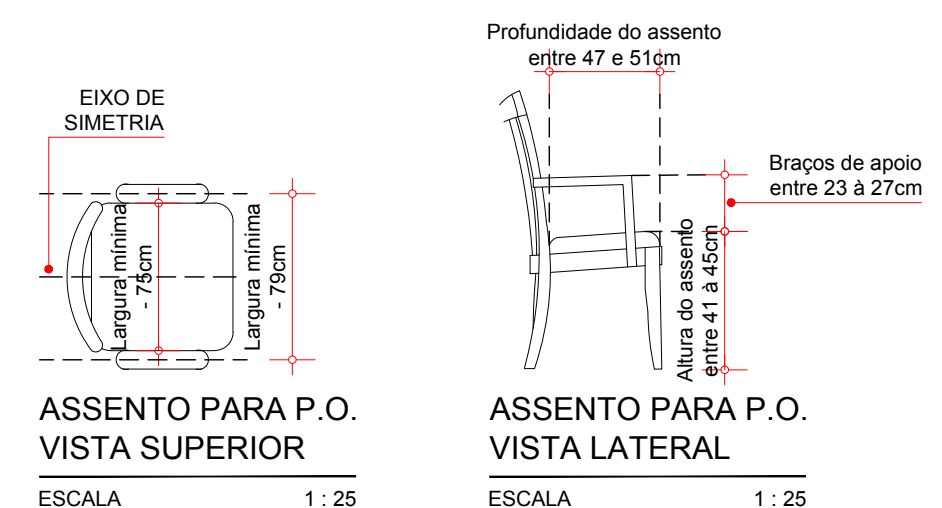 EIXO DE
SIMETRIA
Largura mínima
- 75cm
Largura mínima
- 79cm
ASSENTO PARA P.O.
VISTA SUPERIOR
ESCALA 1 : 25
Profundidade do assento
entre 47 e 51cm
Braços de apoio
entre 23 à 27cm
Altura do assento
entre 41 à 45cm
ASSENTO PARA P.O.
VISTA LATERAL
ESCALA 1 : 25